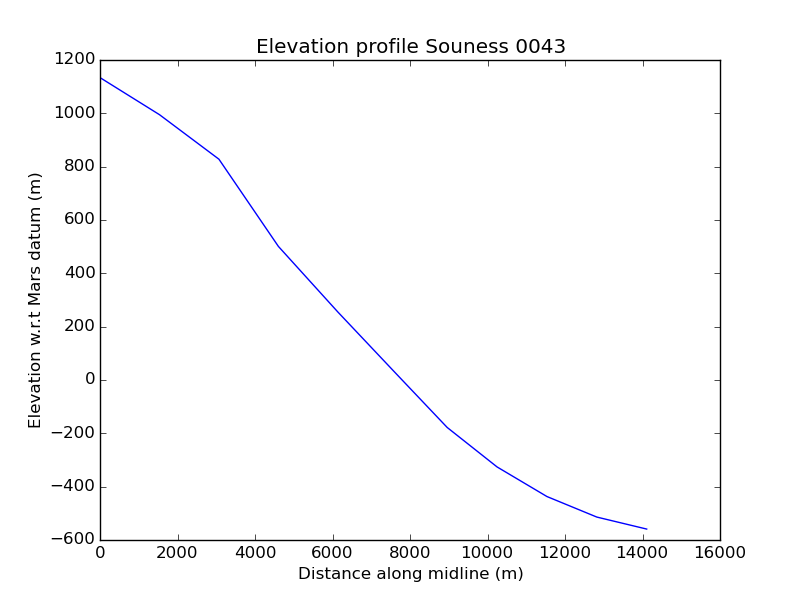 Elevation profile Souness 0043
1200
1000
800
600
400
200
0
−200
−400
−600
Elevation w.r.t Mars datum (m)
0 2000 4000 6000 8000 10000 12000 14000 16000
Distance along midline (m)